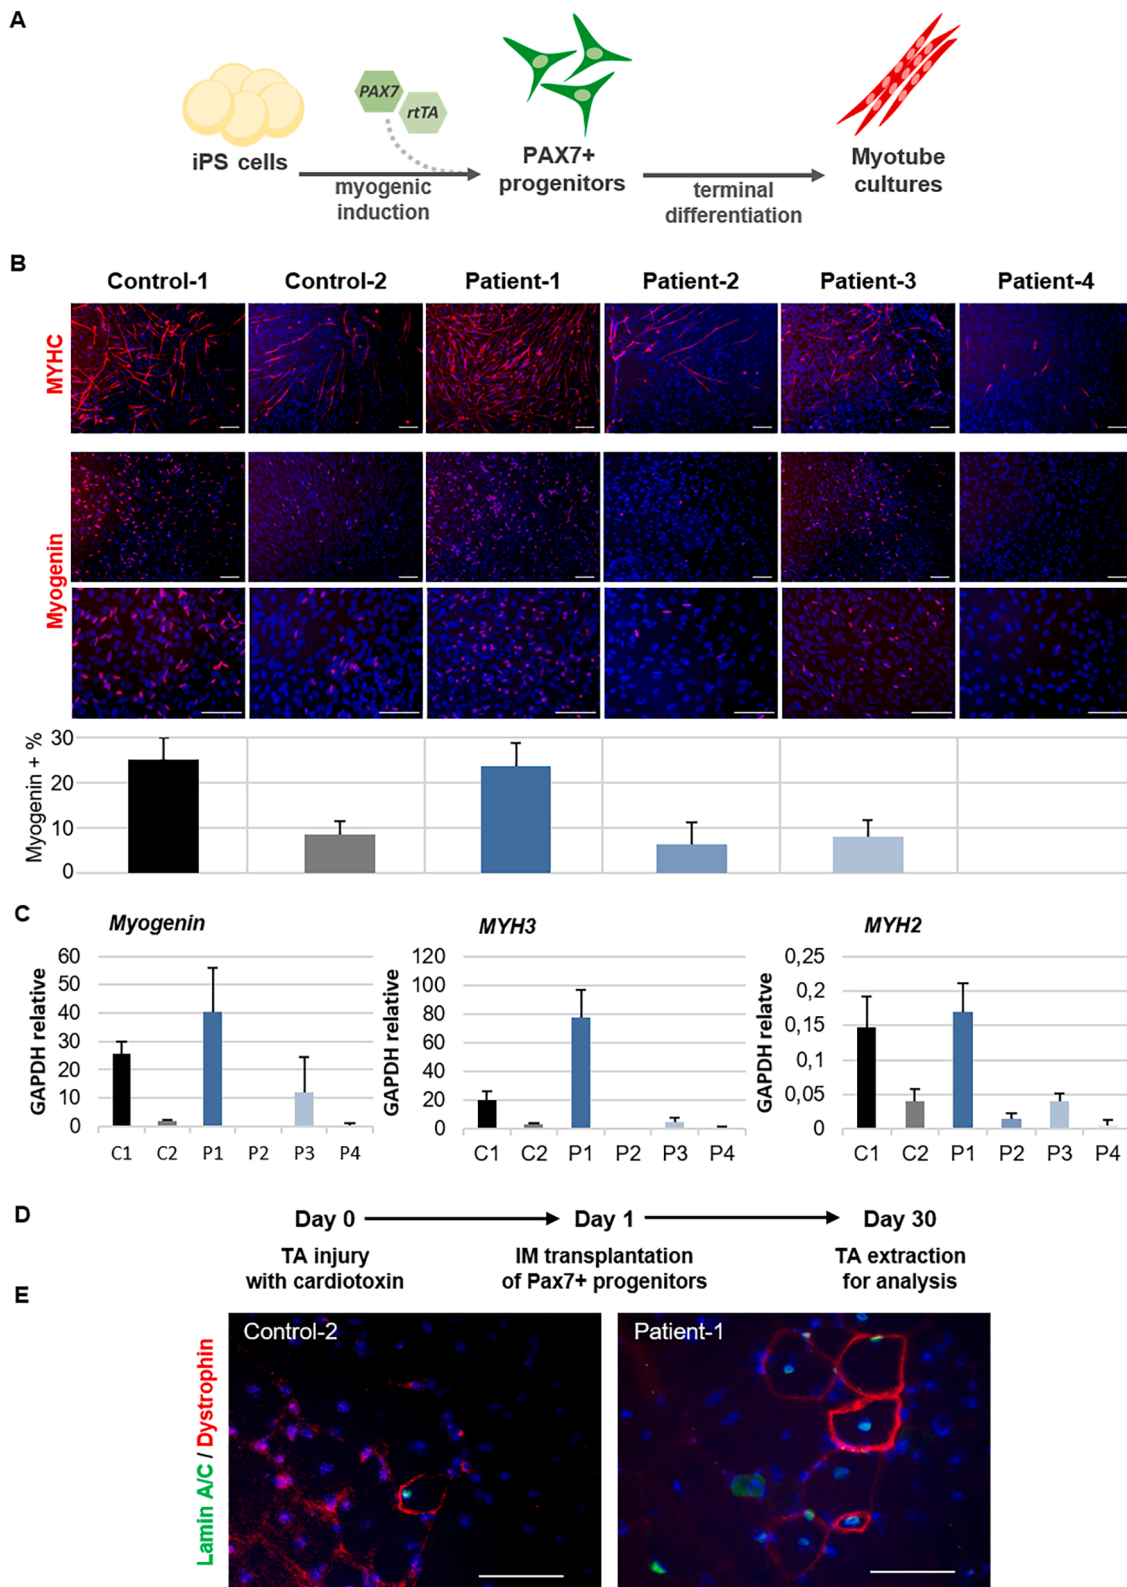 A
PAX7
rtTA
iPS cells
myogenic
induction
PAX7+
progenitors
terminal
differentiation
Myotube
cultures
B
Control-1 Control-2 Patient-1 Patient-2 Patient-3 Patient-4
MYHC
Myogenin
Myogenin + %
30
20
10
0
C
Myogenin
GAPDH relative
60
50
40
30
20
10
0
C1 C2 P1 P2 P3 P4
MYH3
GAPDH relative
120
100
80
60
40
20
0
C1 C2 P1 P2 P3 P4
MYH2
GAPDH relatve
0,25
0,2
0,15
0,1
0,05
0
C1 C2 P1 P2 P3 P4
D
Day 0 Day 1 Day 30
TA injury
with cardiotoxin
IM transplantation
of Pax7+ progenitors
TA extraction
for analysis
E
Lamin A/C / Dystrophin
Control-2
Patient-1